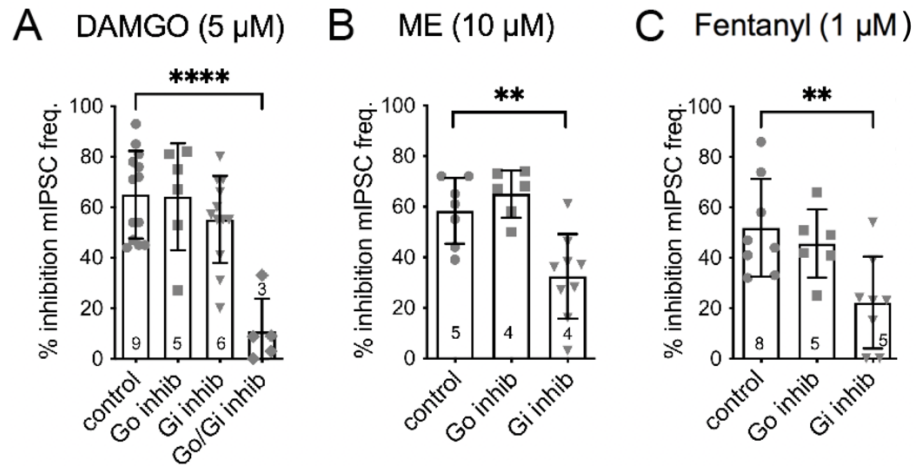 A DAMGO (5 µM)
****
% inhibition mIPSC freq.
100
80
60
40
20
0
9
5
6
3
control
Go inhib
Gi inhib
Go/Gi inhib
B ME (10 µM)
**
% inhibition mIPSC freq.
100
80
60
40
20
0
5
4
4
control
Go inhib
Gi inhib
C Fentanyl (1 µM)
**
% inhibition mIPSC freq.
100
80
60
40
20
0
8
5
5
control
Go inhib
Gi inhib